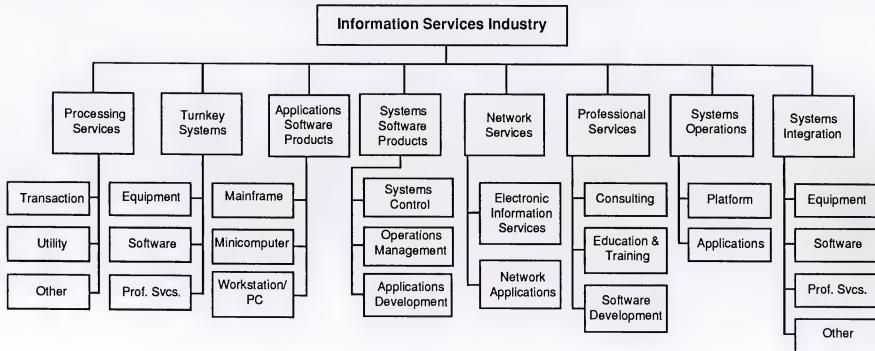 Information Services Industry
Processing
Services
Turnkey
Systems
Applications
Software
Products
Systems
Software
Products
Network
Services
Professional
Services
Systems
Operations
Systems
Integration
Transaction
Utility
Other
Equipment
Software
Prof. Svcs.
Mainframe
Minicomputer
Workstation/
PC
Systems
Control
Operations
Management
Applications
Development
Electronic
Information
Services
Network
Applications
Consulting
Education &
Training
Software
Development
Platform
Applications
Equipment
Software
Prof. Svcs.
Other